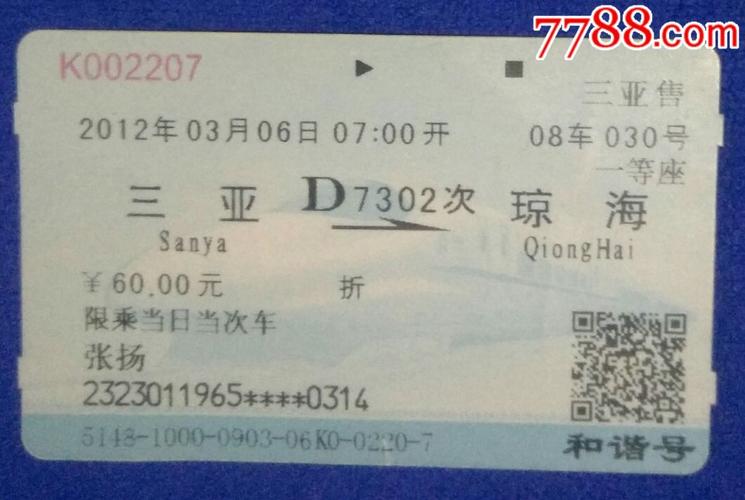 7788.com
K002207
三亚售
2012年03月06日 07:00开 08车 030号
一等座
三亚 D7302次 琼海
Sanya QiongHai
¥60.00元 折
限乘当日当次车
张扬
2323011965****0314
5148-1000-0903-06K0-0220-7 和谐号